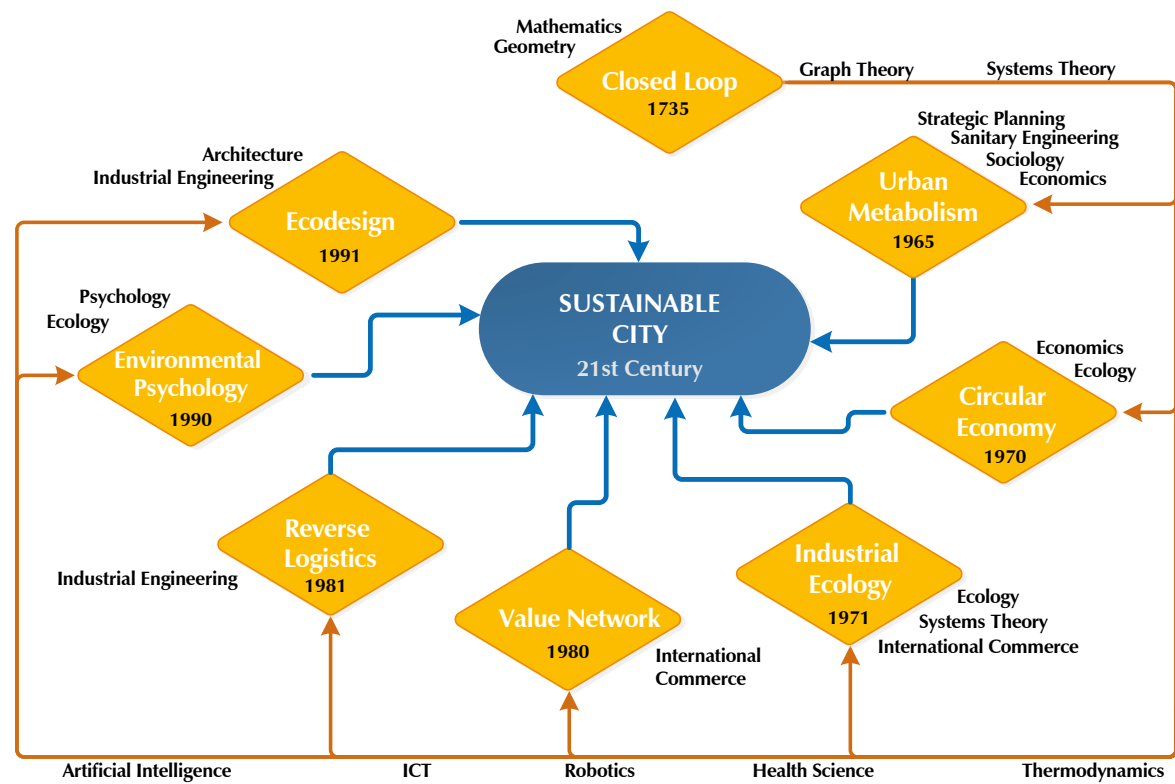 Mathematics
Geometry
Closed Loop
1735
Graph Theory
Systems Theory
Strategic Planning
Sanitary Engineering
Sociology
Economics
Urban
Metabolism
1965
Architecture
Industrial Engineering
Ecodesign
1991
SUSTAINABLE
CITY
21st Century
Psychology
Ecology
Environmental
Psychology
1990
Economics
Ecology
Circular
Economy
1970
Reverse
Logistics
1981
Industrial Engineering
Value Network
1980
International
Commerce
Industrial
Ecology
1971
Ecology
Systems Theory
International Commerce
Artificial Intelligence
ICT
Robotics
Health Science
Thermodynamics